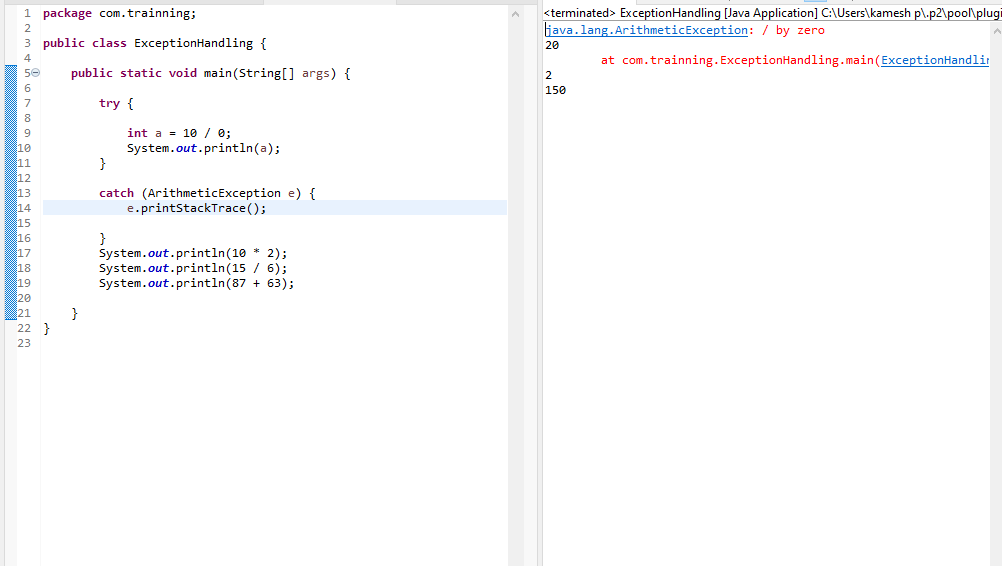 1 package com.trainning;
2
3 public class ExceptionHandling {
4
5 public static void main(String[] args) {
6
7 try {
8
9 int a = 10 / 0;
10 System.out.println(a);
11 }
12
13 catch (ArithmeticException e) {
14 e.printStackTrace();
15
16 }
17 System.out.println(10 * 2);
18 System.out.println(15 / 6);
19 System.out.println(87 + 63);
20
21 }
22 }
23
<terminated> ExceptionHandling [Java Application] C:\Users\kamesh p\.p2\pool\plugi
java.lang.ArithmeticException: / by zero
20
at com.trainning.ExceptionHandling.main(ExceptionHandlin
2
150